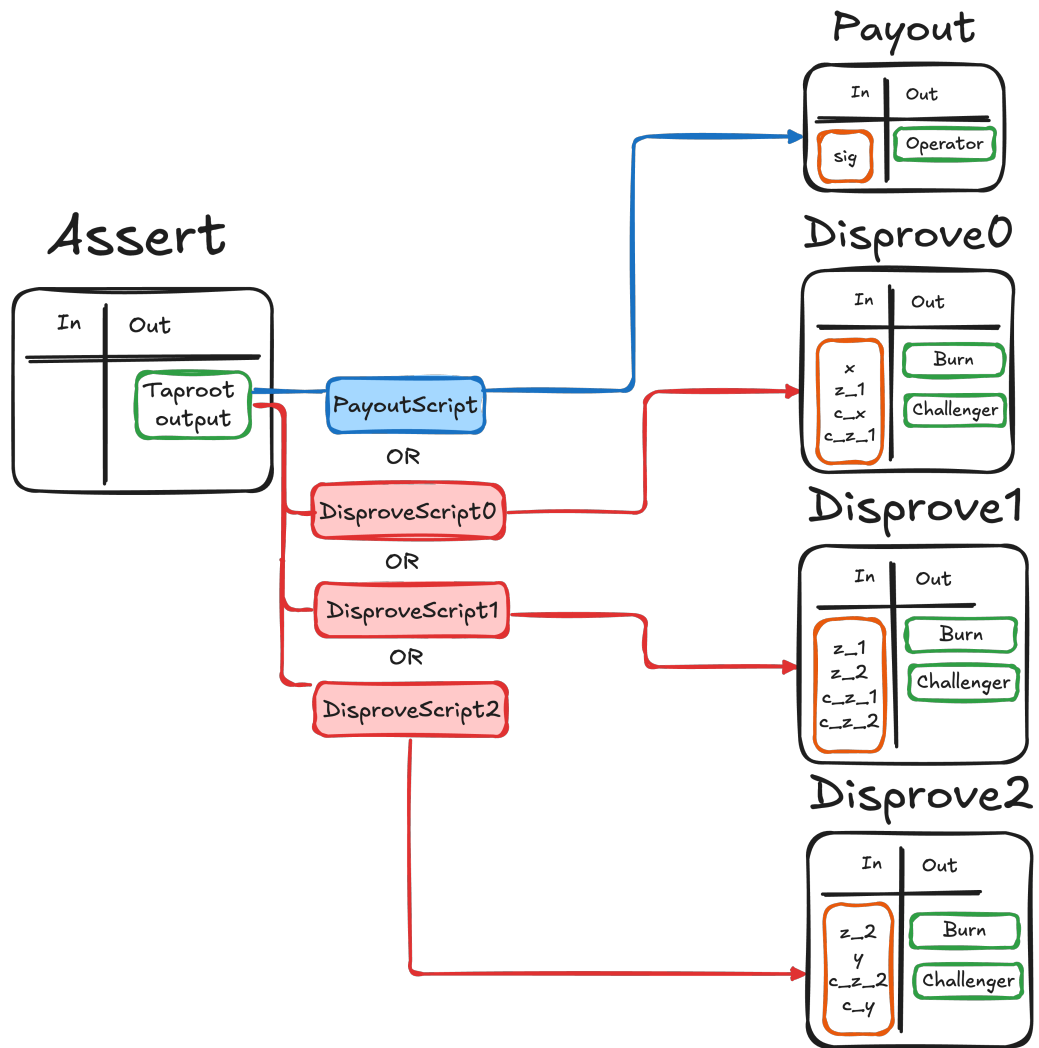 Payout
In Out
sig Operator
Assert
In Out
Taproot
output
PayoutScript
OR
DisproveScript0
OR
DisproveScript1
OR
DisproveScript2
Disprove0
In Out
x
z_1
c_x
c_z_1
Burn
Challenger
Disprove1
In Out
z_1
z_2
c_z_1
c_z_2
Burn
Challenger
Disprove2
In Out
z_2
y
c_z_2
c_y
Burn
Challenger